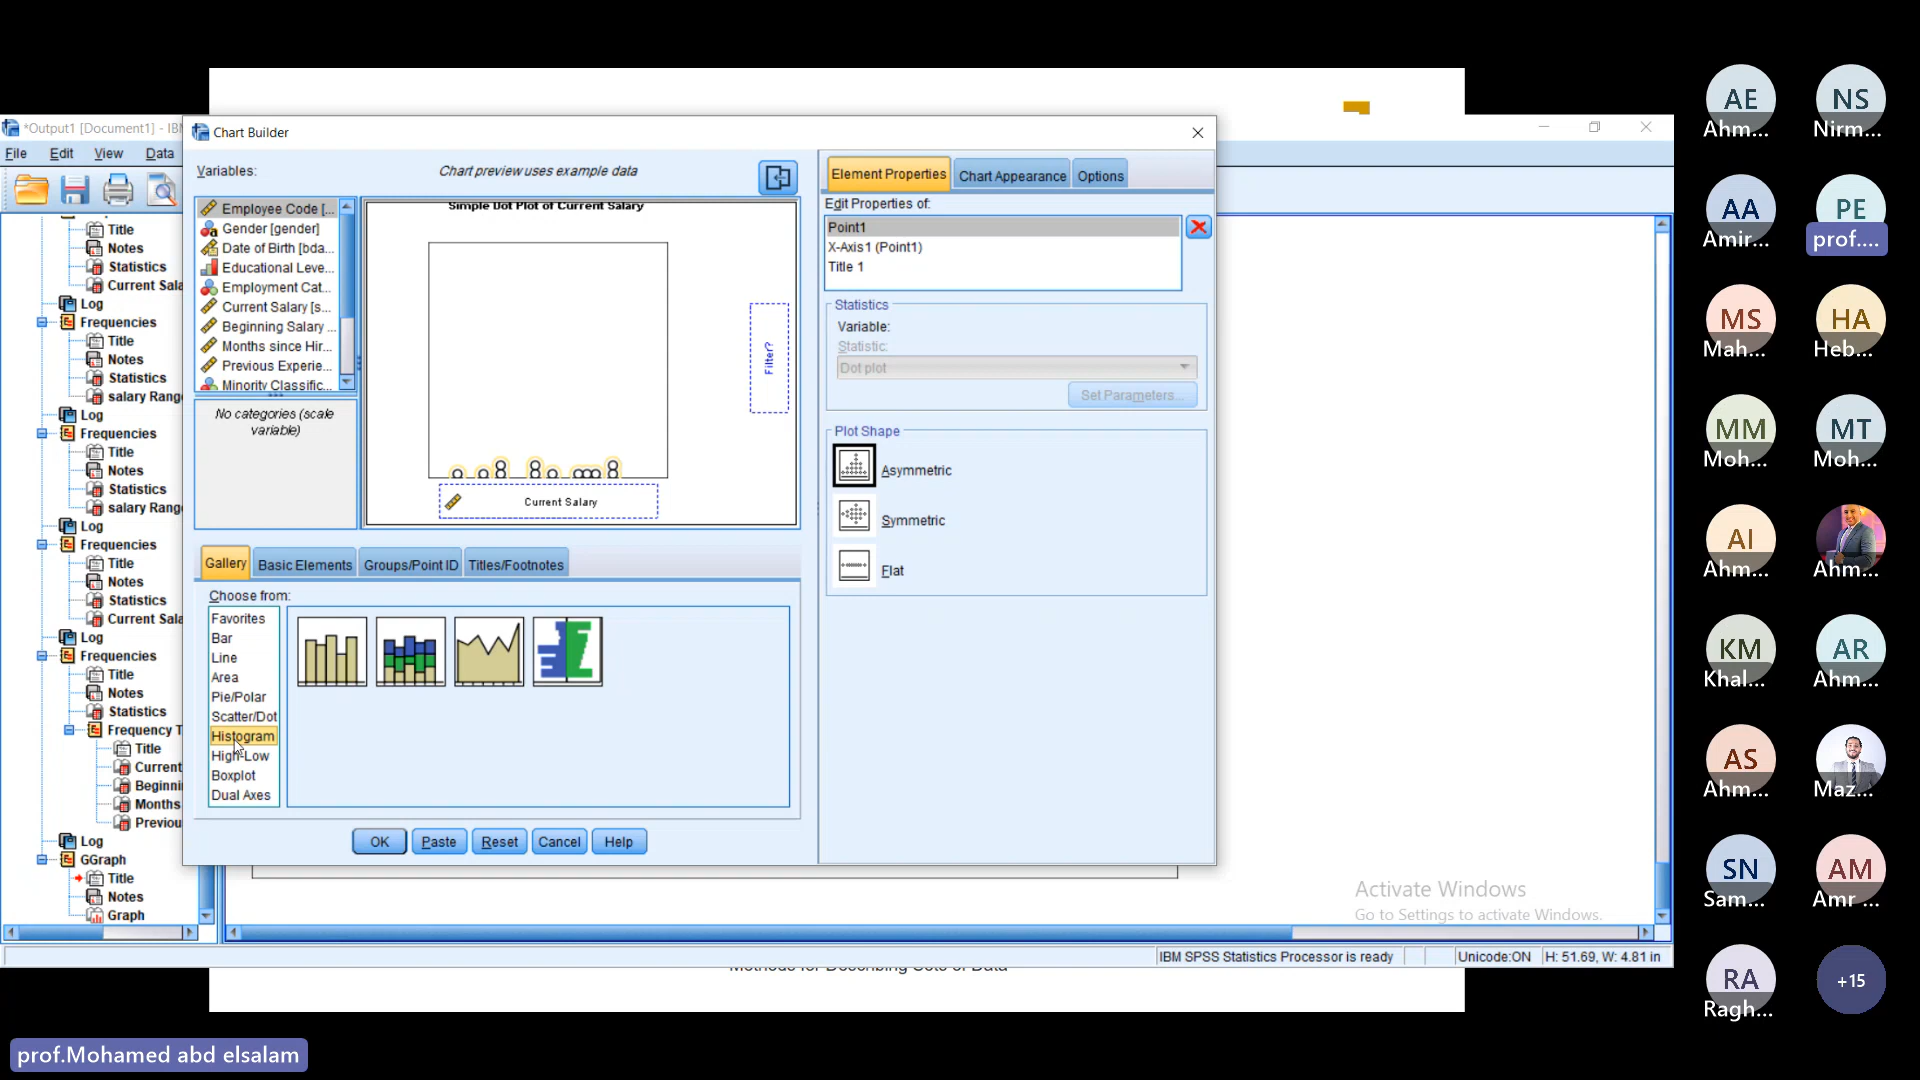 *Output1 [Document1] - IB
File Edit View Data
Title
Notes
Statistics
Current Sala
Log
Frequencies
Title
Notes
Statistics
salary Rang
Log
Frequencies
Title
Notes
Statistics
salary Rang
Log
Frequencies
Title
Notes
Statistics
Current Sala
Log
Frequencies
Title
Notes
Statistics
Frequency T
Title
Current
Beginni
Months
Previou
Log
GGraph
Title
Notes
Graph
Chart Builder
Variables:
Chart preview uses example data
Employee Code [...
Gender [gender]
Date of Birth [bda...
Educational Leve...
Employment Cat...
Current Salary [s...
Beginning Salary ...
Months since Hir...
Previous Experie...
Minority Classific...
No categories (scale
variable)
Simple Dot Plot of Current Salary
Filter?
Current Salary
Gallery Basic Elements Groups/Point ID Titles/Footnotes
Choose from:
Favorites
Bar
Line
Area
Pie/Polar
Scatter/Dot
Histogram
High-Low
Boxplot
Dual Axes
OK Paste Reset Cancel Help
Element Properties Chart Appearance Options
Edit Properties of:
Point1
X-Axis1 (Point1)
Title 1
Statistics
Variable:
Statistic:
Dot plot
Set Parameters...
Plot Shape
Asymmetric
Symmetric
Flat
Activate Windows
Go to Settings to activate Windows.
IBM SPSS Statistics Processor is ready Unicode:ON H: 51.69, W: 4.81 in
Methods for Describing Sets of Data
AE NS
Ahm... Nirm...
AA PE
Amir... prof....
MS HA
Mah... Heb...
MM MT
Moh... Moh...
AI
Ahm... Ahm...
KM AR
Khal... Ahm...
AS
Ahm... Maz...
SN AM
Sam... Amr ...
RA +15
Ragh...
prof.Mohamed abd elsalam